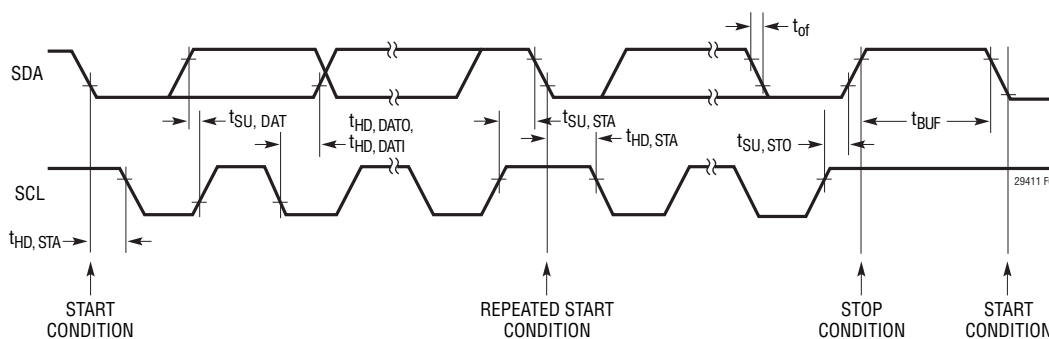 tof
SDA
tSU, DAT
tHD, DATO,
tHD, DATI
tSU, STA
tHD, STA
tSU, STO
tBUF
SCL
29411 F
tHD, STA
START
CONDITION
REPEATED START
CONDITION
STOP
CONDITION
START
CONDITION